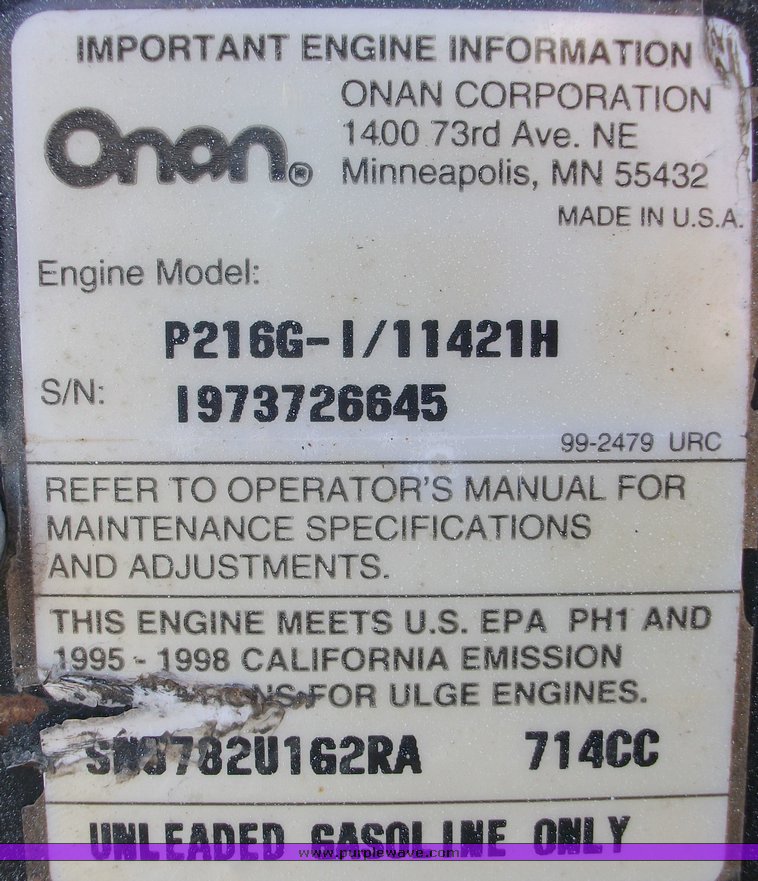 IMPORTANT ENGINE INFORMATION
Onan®
ONAN CORPORATION
1400 73rd Ave. NE
Minneapolis, MN 55432
MADE IN U.S.A.
Engine Model:
P216G-I/11421H
S/N: I973726645
99-2479 URC
REFER TO OPERATOR'S MANUAL FOR
MAINTENANCE SPECIFICATIONS
AND ADJUSTMENTS.
THIS ENGINE MEETS U.S. EPA PH1 AND
1995 - 1998 CALIFORNIA EMISSION
FOR ULGE ENGINES.
714CC
UNLEADED GASOLINE ONLY
www.purplewave.com